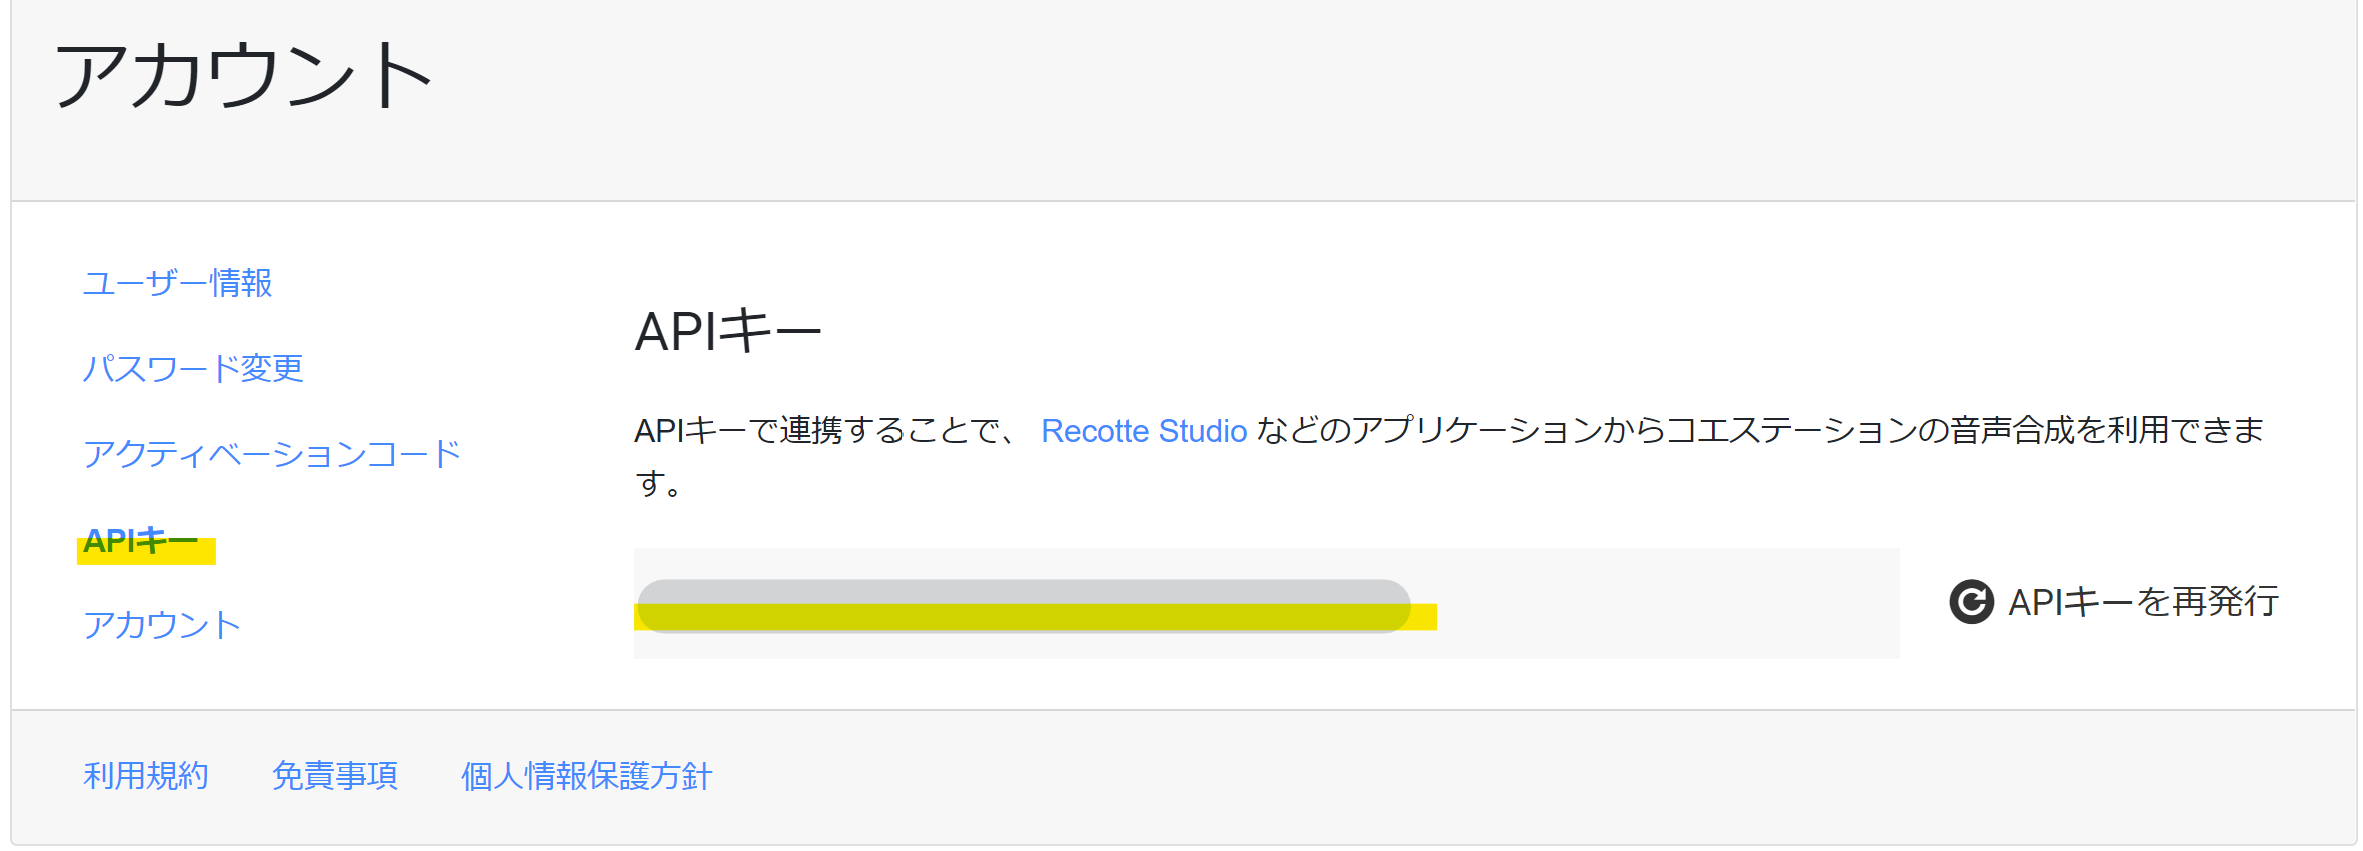 アカウント
ユーザー情報
パスワード変更
アクティベーションコード
APIキー
アカウント
APIキー
APIキーで連携することで、 Recotte Studio などのアプリケーションからコエステーションの音声合成を利用できま
す。
APIキーを再発行
利用規約 免責事項 個人情報保護方針